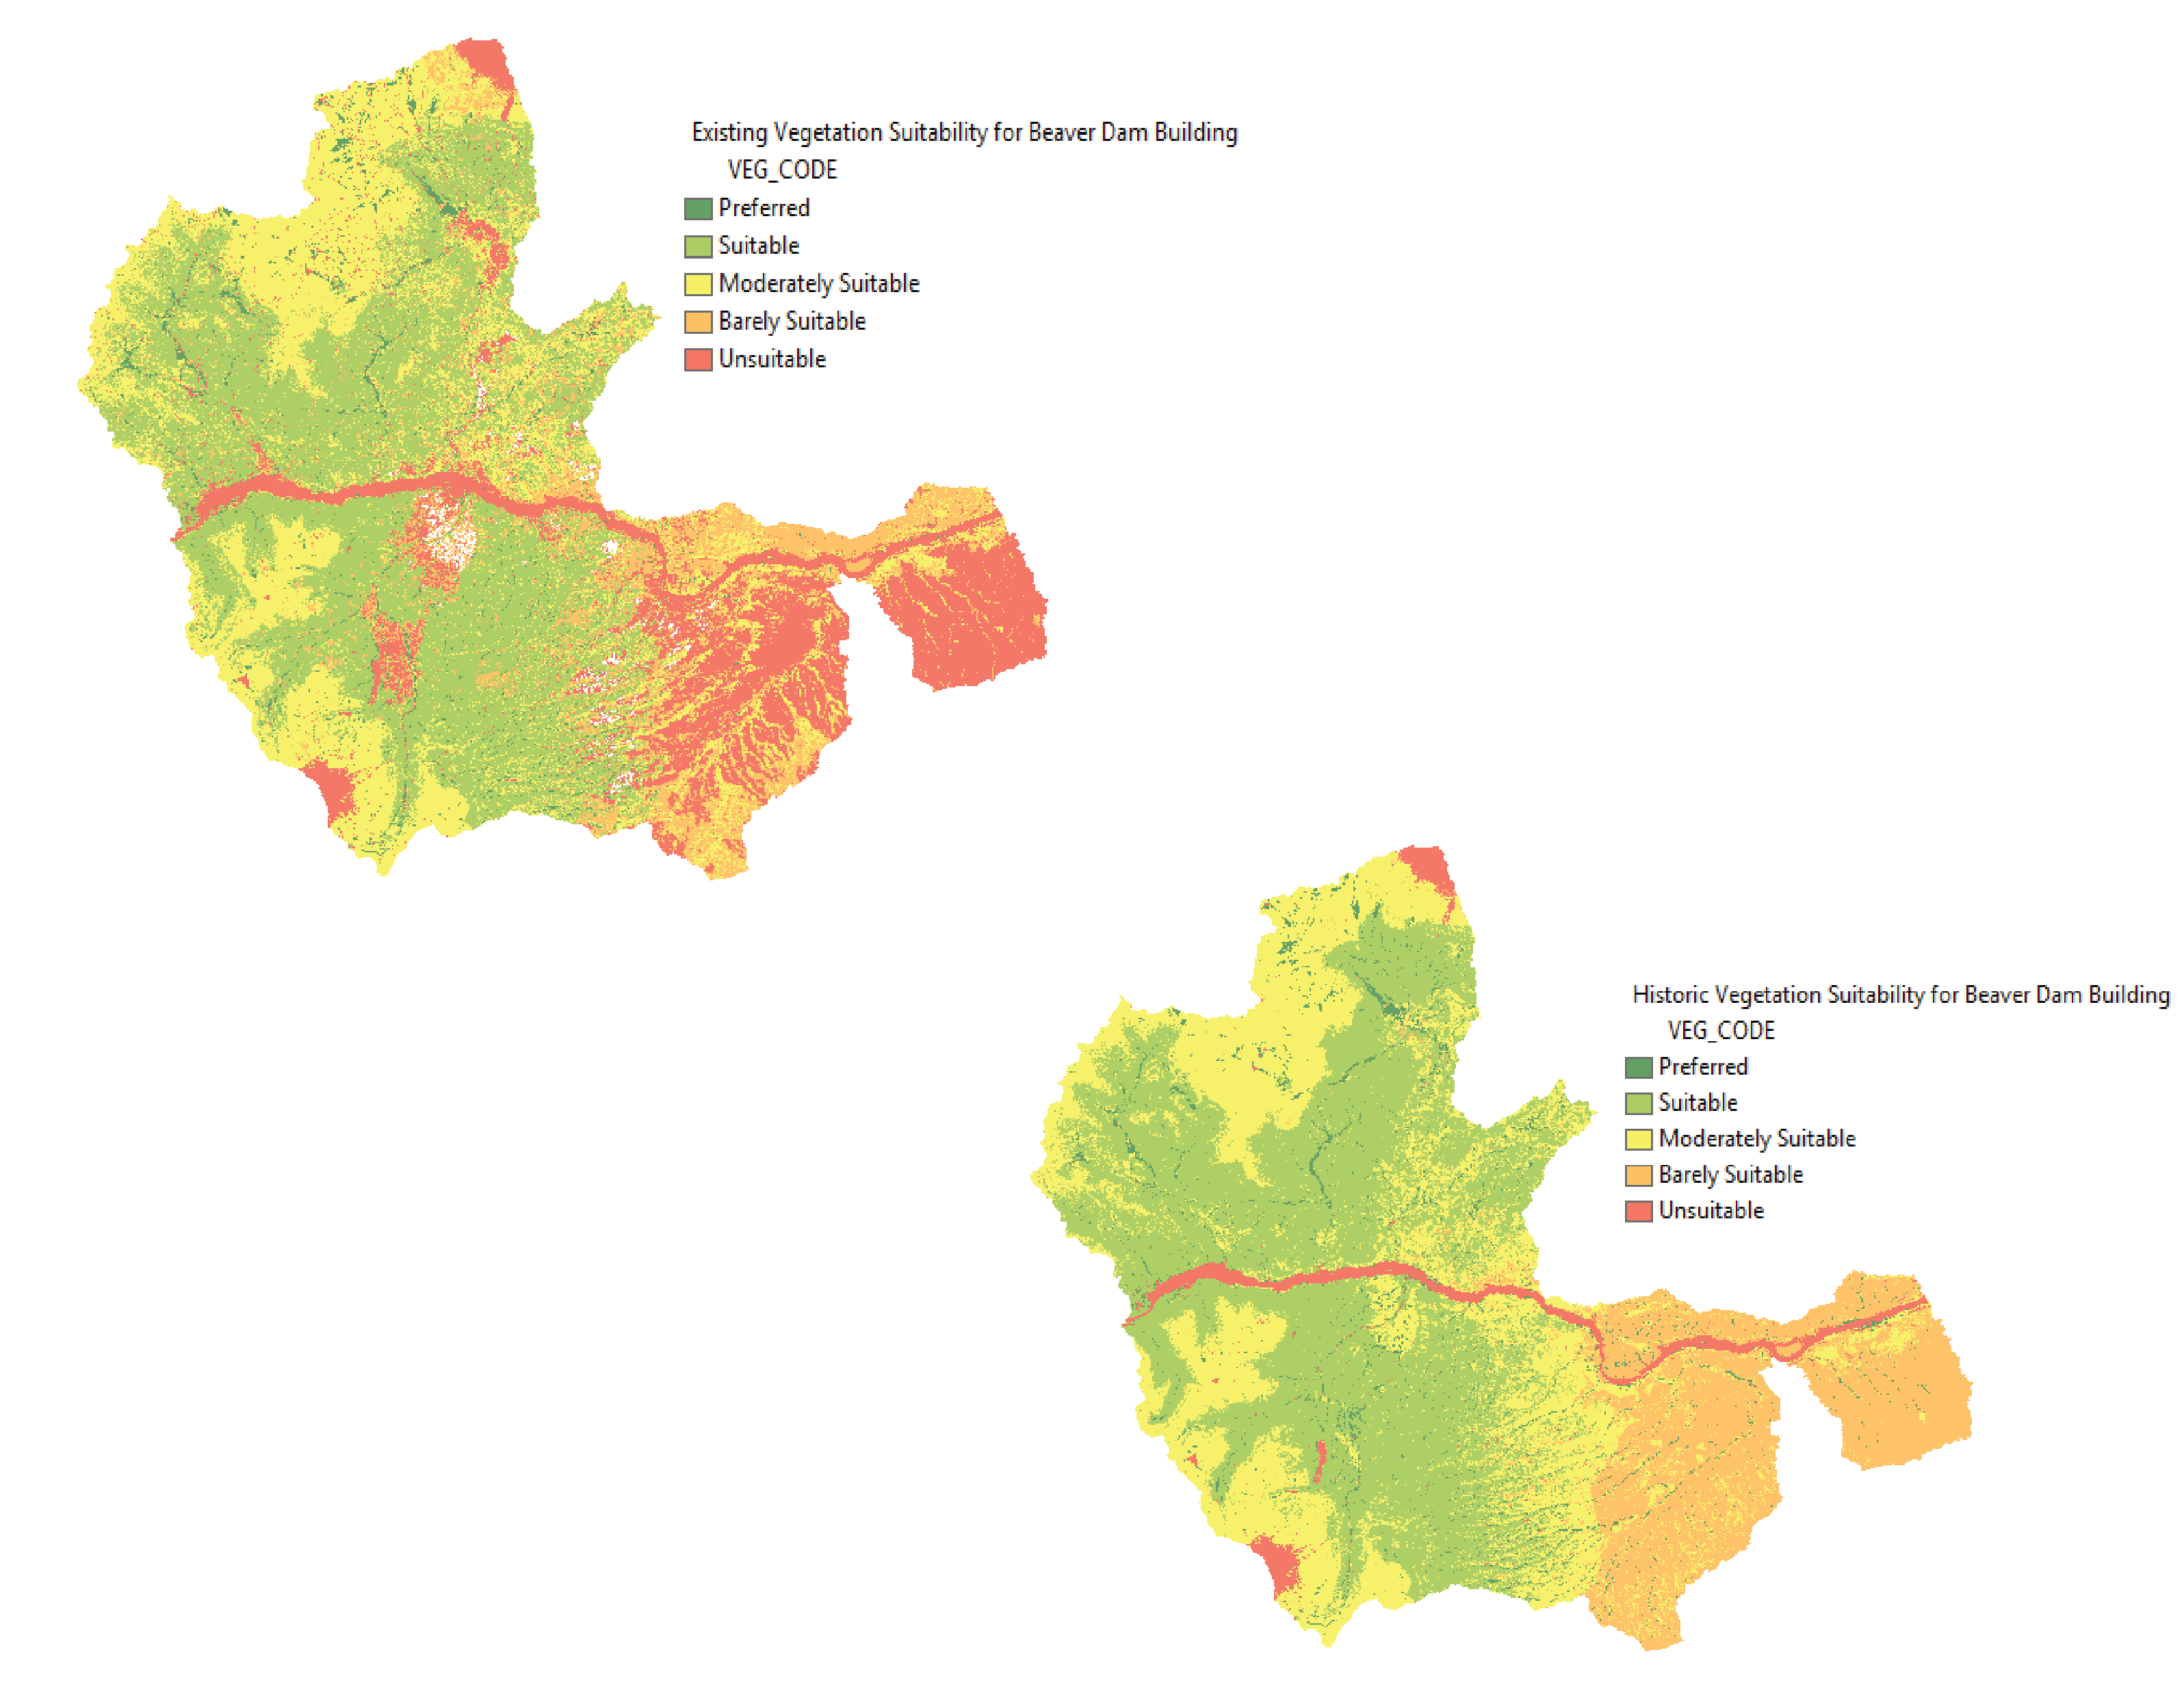 Existing Vegetation Suitability for Beaver Dam Building
VEG_CODE
Preferred
Suitable
Moderately Suitable
Barely Suitable
Unsuitable
Historic Vegetation Suitability for Beaver Dam Building
VEG_CODE
Preferred
Suitable
Moderately Suitable
Barely Suitable
Unsuitable